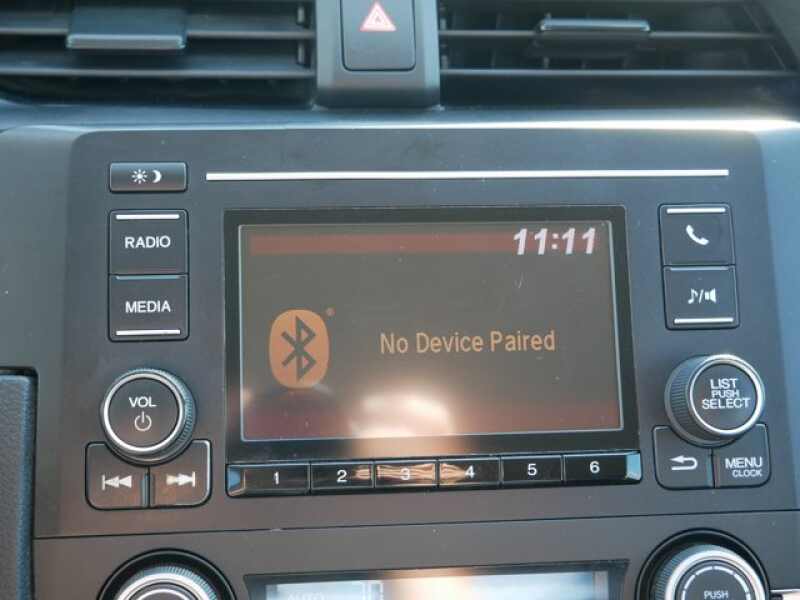 RADIO
MEDIA
VOL
11:11
No Device Paired
1 2 3 4 5 6
LIST
PUSH
SELECT
MENU
CLOCK
AUTO
PUSH